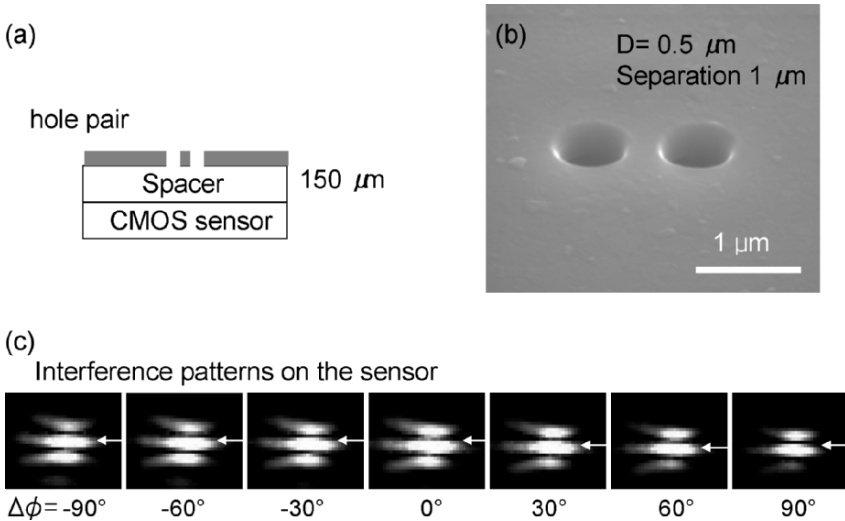 (a)
hole pair
Spacer
150 μm
CMOS sensor
(b)
D= 0.5 μm
Separation 1 μm
1 μm
(c)
Interference patterns on the sensor
Δϕ= -90° -60° -30° 0° 30° 60° 90°